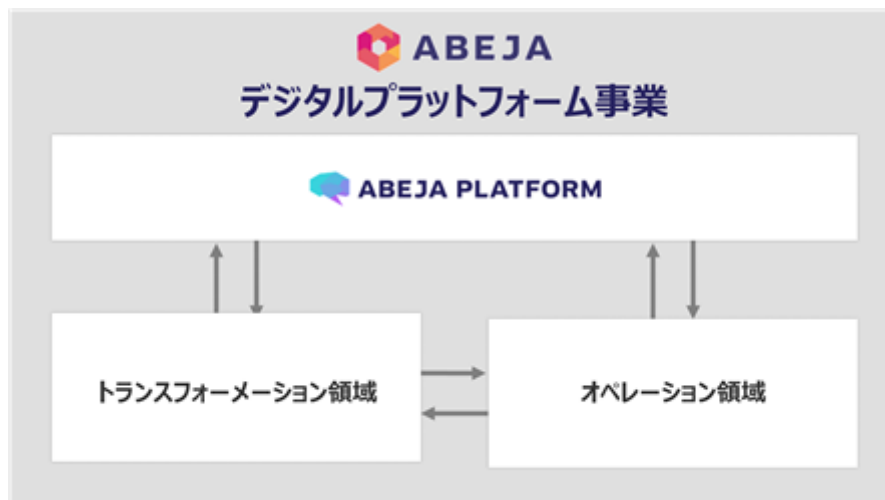 ABEJA
デジタルプラットフォーム事業
ABEJA PLATFORM
トランスフォーメーション領域
オペレーション領域